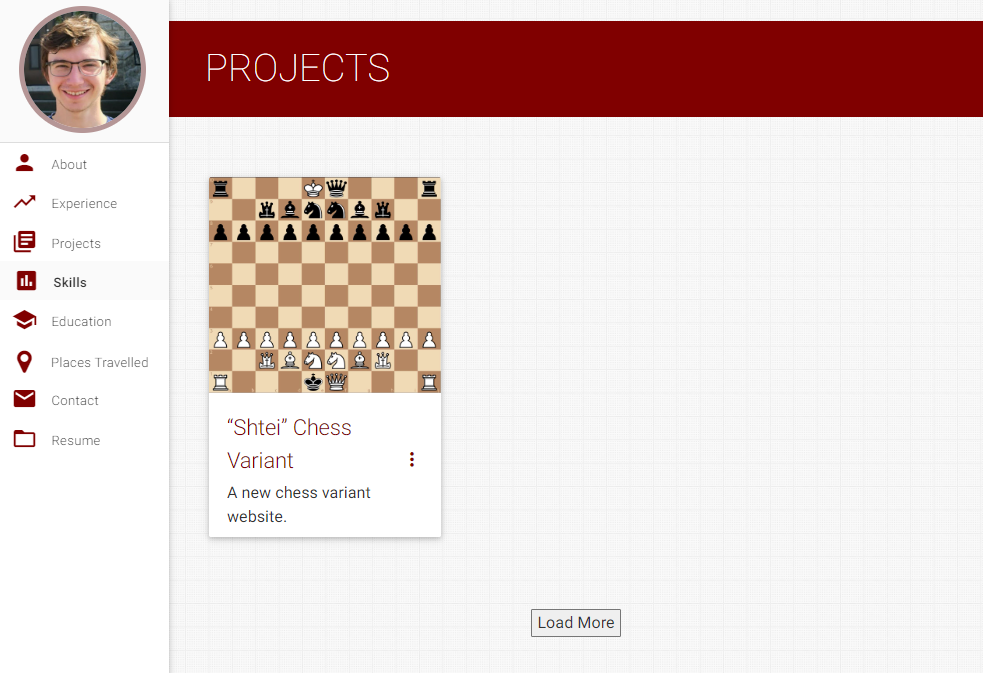 PROJECTS
About
Experience
Projects
Skills
Education
Places Travelled
Contact
Resume
“Shtei” Chess
Variant
A new chess variant
website.
Load More